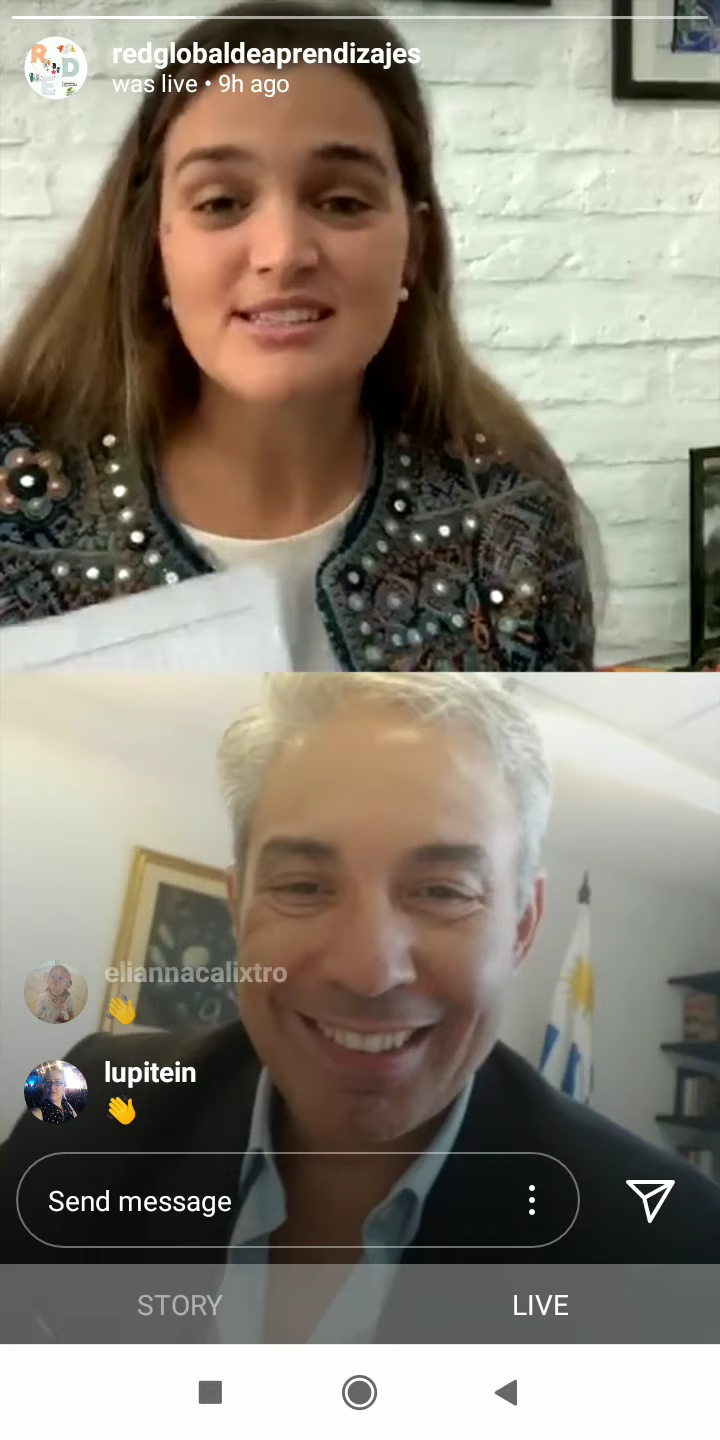 R
D
E
redglobaldeaprendizajes
was live • 9h ago
eliannacalixtro
👋
lupitein
👋
Send message
STORY
LIVE